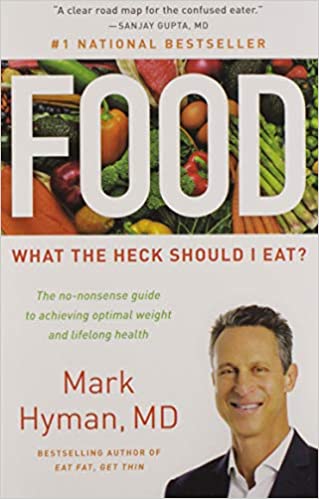 "A clear road map for the confused eater."
—SANJAY GUPTA, MD
#1 NATIONAL BESTSELLER
FOOD
WHAT THE HECK SHOULD I EAT?
The no-nonsense guide
to achieving optimal weight
and lifelong health
Mark
Hyman, MD
BESTSELLING AUTHOR OF
EAT FAT, GET THIN